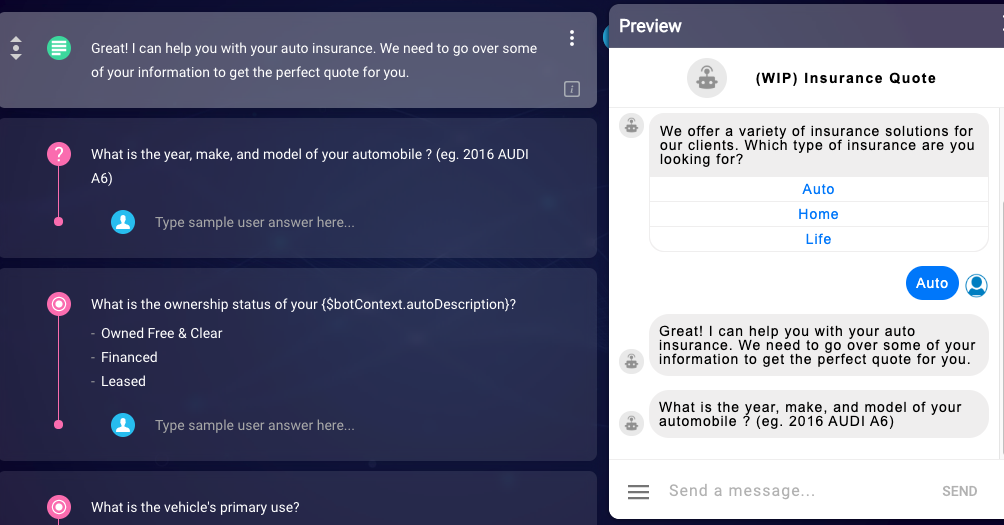 Great! I can help you with your auto insurance. We need to go over some
of your information to get the perfect quote for you.
i
?
What is the year, make, and model of your automobile ? (eg. 2016 AUDI
A6)
Type sample user answer here...
What is the ownership status of your {$botContext.autoDescription}?
- Owned Free & Clear
- Financed
- Leased
Type sample user answer here...
What is the vehicle's primary use?
Preview
(WIP) Insurance Quote
We offer a variety of insurance solutions for
our clients. Which type of insurance are you
looking for?
Auto
Home
Life
Auto
Great! I can help you with your auto
insurance. We need to go over some of your
information to get the perfect quote for you.
What is the year, make, and model of your
automobile ? (eg. 2016 AUDI A6)
Send a message...
SEND